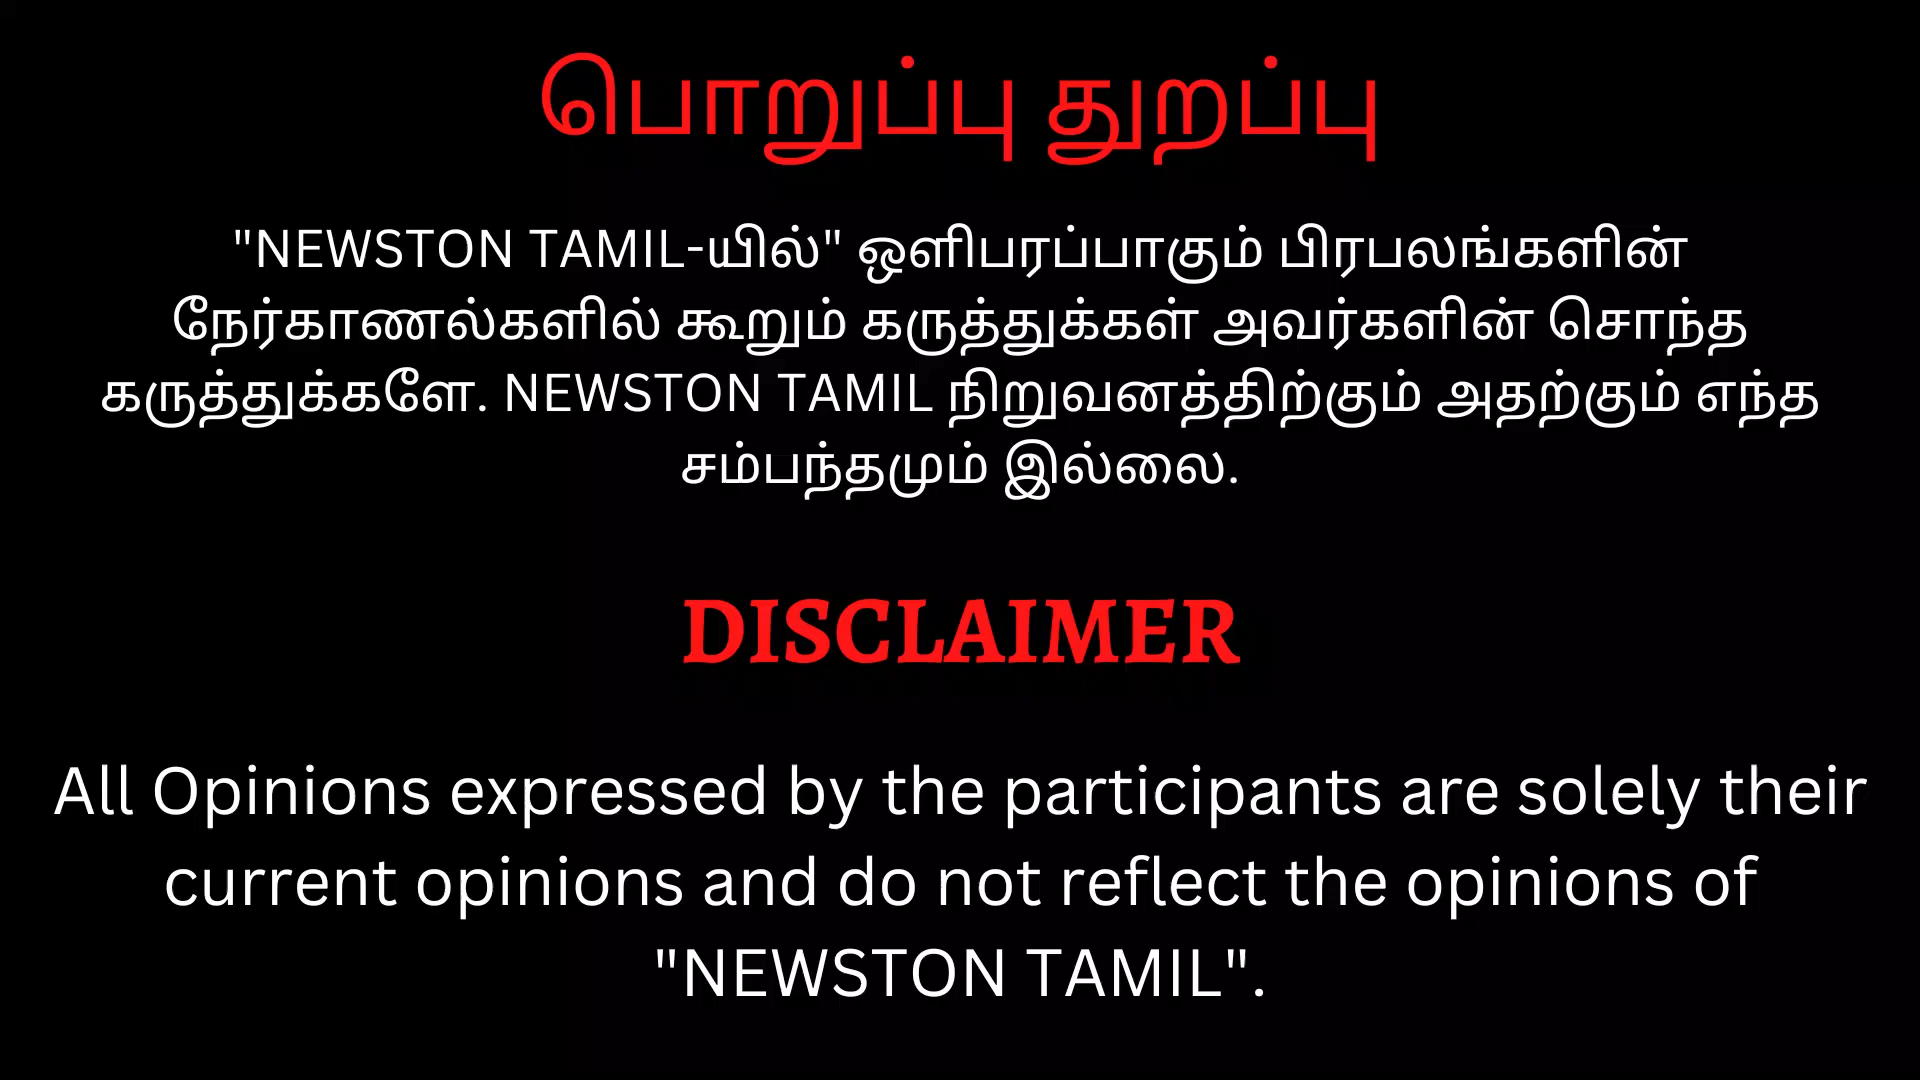 பொறுப்பு துறப்பு
"NEWSTON TAMIL-யில்" ஒளிபரப்பாகும் பிரபலங்களின்
நேர்காணல்களில் கூறும் கருத்துக்கள் அவர்களின் சொந்த
கருத்துக்களே. NEWSTON TAMIL நிறுவனத்திற்கும் அதற்கும் எந்த
சம்பந்தமும் இல்லை.
DISCLAIMER
All Opinions expressed by the participants are solely their
current opinions and do not reflect the opinions of
"NEWSTON TAMIL".